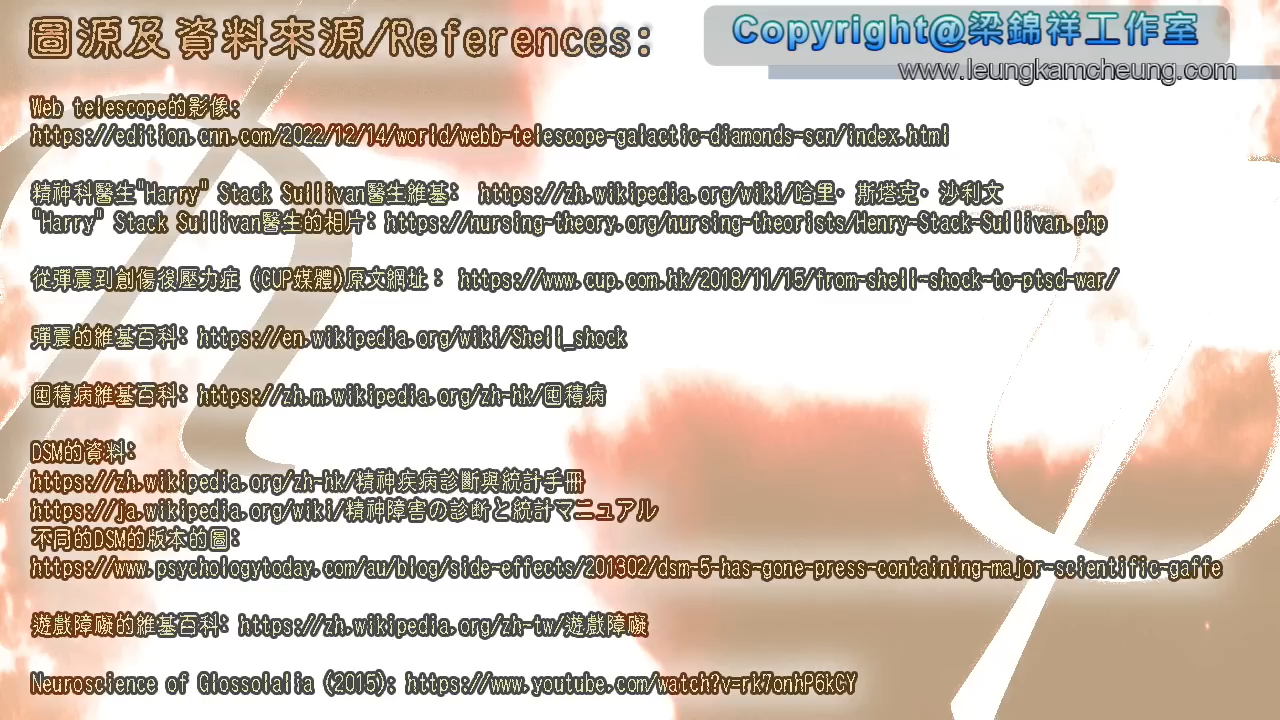 圖源及資料來源/References:
Copyright@梁錦祥工作室
www.leungkamcheung.com
Web telescope的影像:
https://edition.cnn.com/2022/12/14/world/webb-telescope-galactic-diamonds-scn/index.html
精神科醫生"Harry" Stack Sullivan醫生維基: https://zh.wikipedia.org/wiki/哈里·斯塔克·沙利文
"Harry" Stack Sullivan醫生的相片: https://nursing-theory.org/nursing-theorists/Henry-Stack-Sullivan.php
從彈震到創傷後壓力症 (CUP媒體)原文網址: https://www.cup.com.hk/2018/11/15/from-shell-shock-to-ptsd-war/
彈震的維基百科: https://en.wikipedia.org/wiki/Shell_shock
囤積病維基百科: https://zh.m.wikipedia.org/zh-hk/囤積病
DSM的資料:
https://zh.wikipedia.org/zh-hk/精神疾病診斷與統計手冊
https://ja.wikipedia.org/wiki/精神障害の診断と統計マニュアル
不同的DSM的版本的圖:
https://www.psychologytoday.com/au/blog/side-effects/201302/dsm-5-has-gone-press-containing-major-scientific-gaffe
遊戲障礙的維基百科: https://zh.wikipedia.org/zh-tw/遊戲障礙
Neuroscience of Glossolalia (2015): https://www.youtube.com/watch?v=rk7onhP6kCY